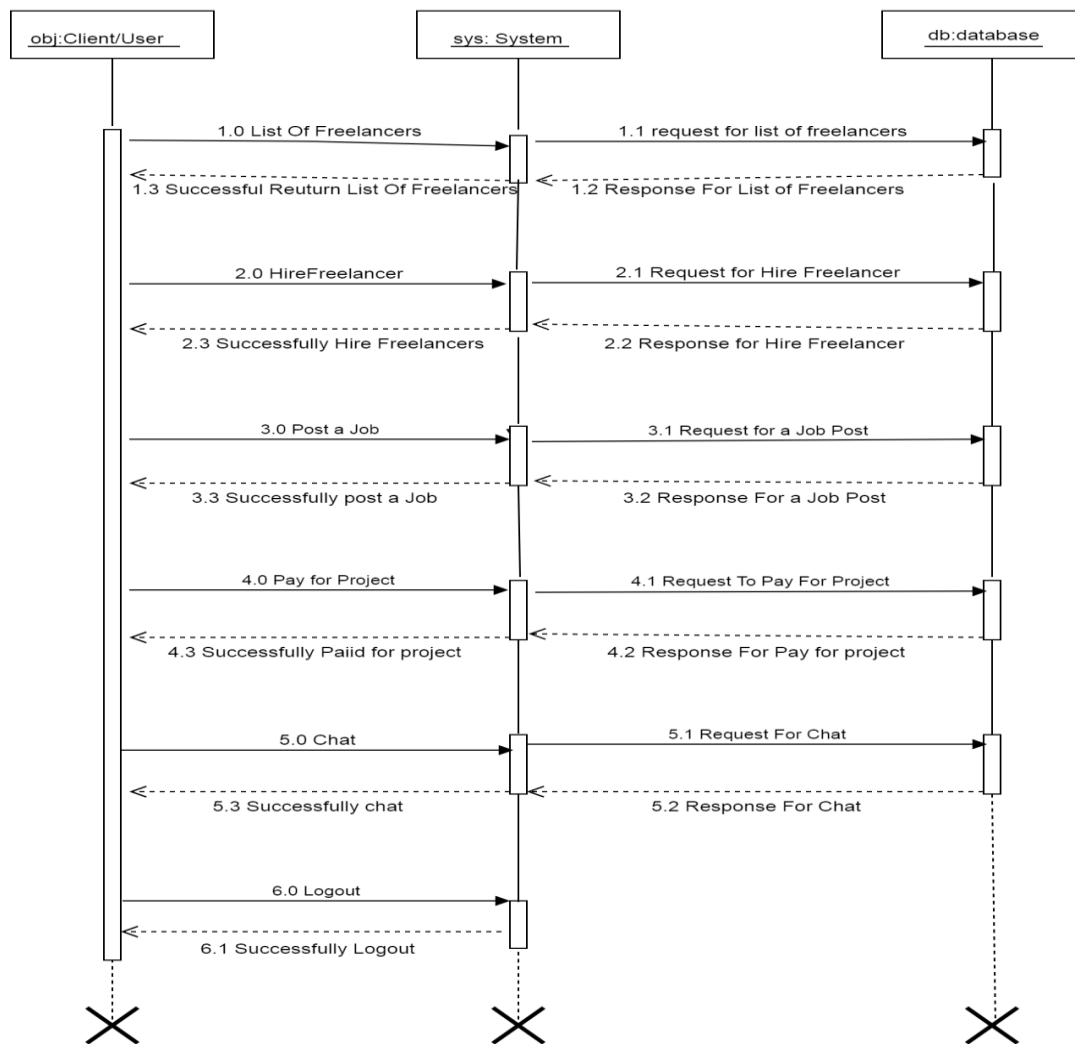 obj:Client/User
sys: System
db:database
1.0 List Of Freelancers
1.1 request for list of freelancers
1.3 Successful Reuturn List Of Freelancers
1.2 Response For List of Freelancers
2.0 HireFreelancer
2.1 Request for Hire Freelancer
2.3 Successfully Hire Freelancers
2.2 Response for Hire Freelancer
3.0 Post a Job
3.1 Request for a Job Post
3.3 Successfully post a Job
3.2 Response For a Job Post
4.0 Pay for Project
4.1 Request To Pay For Project
4.3 Successfully Paiid for project
4.2 Response For Pay for project
5.0 Chat
5.1 Request For Chat
5.3 Successfully chat
5.2 Response For Chat
6.0 Logout
6.1 Successfully Logout